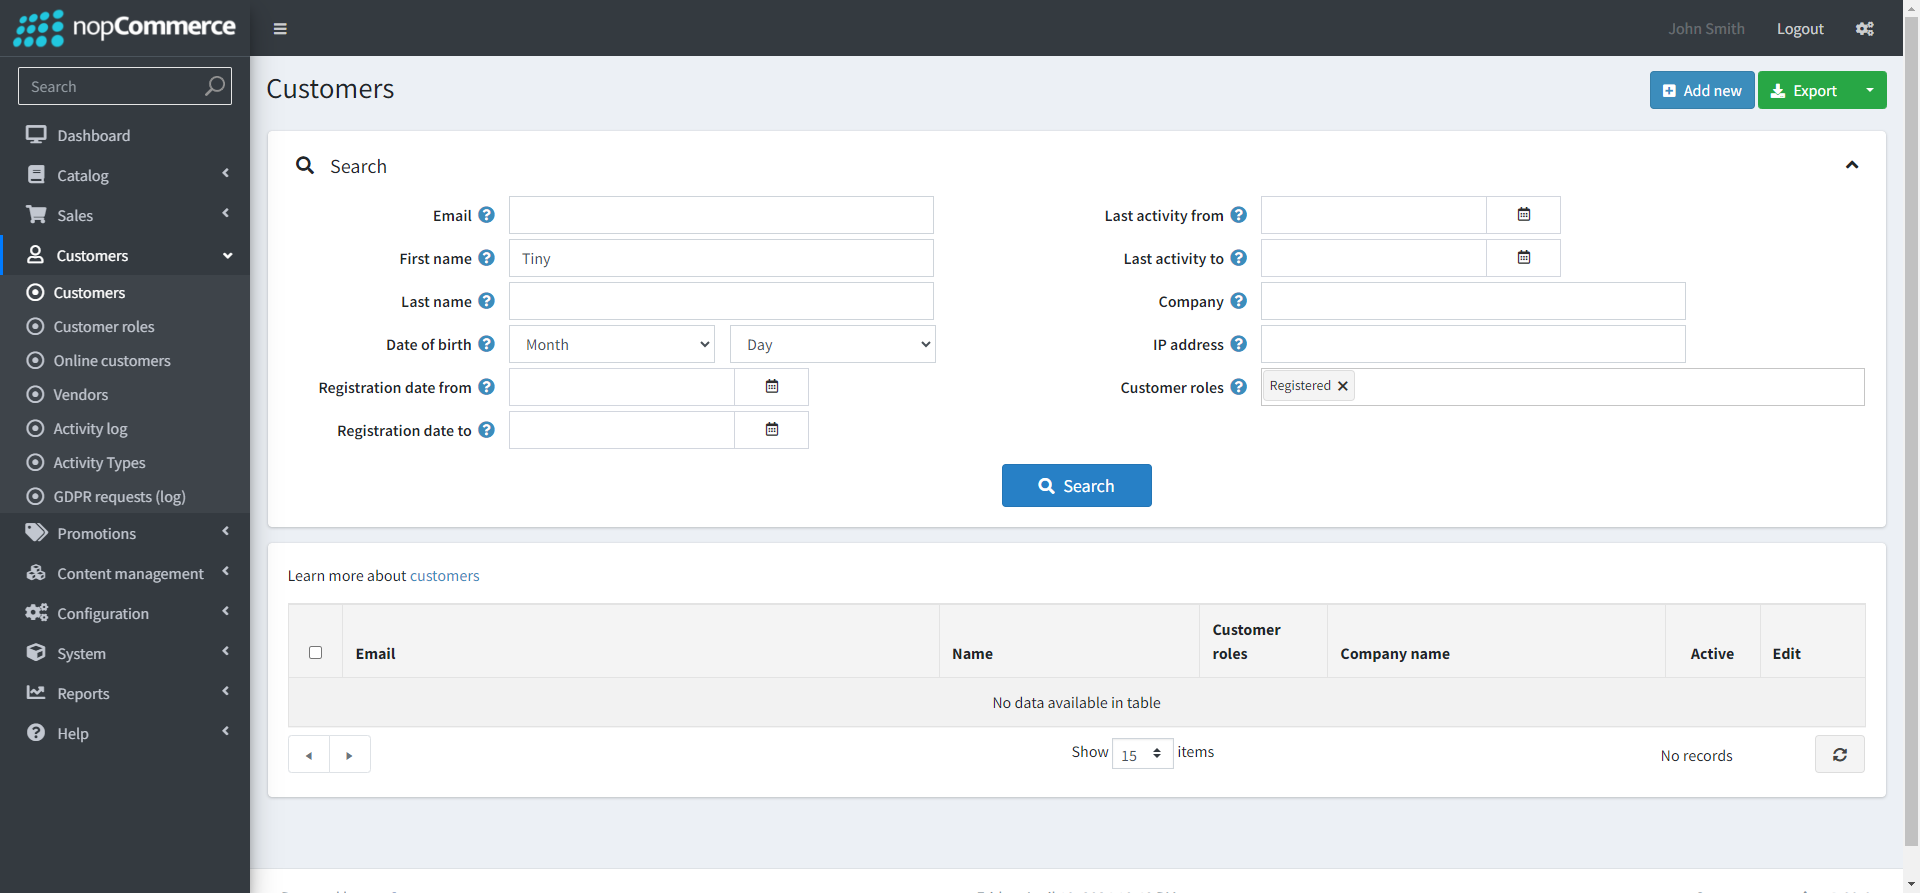 nopCommerce
John Smith
Logout
Search
Dashboard
Catalog
Sales
Customers
Customers
Customer roles
Online customers
Vendors
Activity log
Activity Types
GDPR requests (log)
Promotions
Content management
Configuration
System
Reports
Help
Customers
Add new
Export
Search
Email
First name
Tiny
Last name
Date of birth
Month
Day
Registration date from
Registration date to
Last activity from
Last activity to
Company
IP address
Customer roles
Registered
Search
Learn more about customers
Email
Name
Customer roles
Company name
Active
Edit
No data available in table
Show 15 items
No records